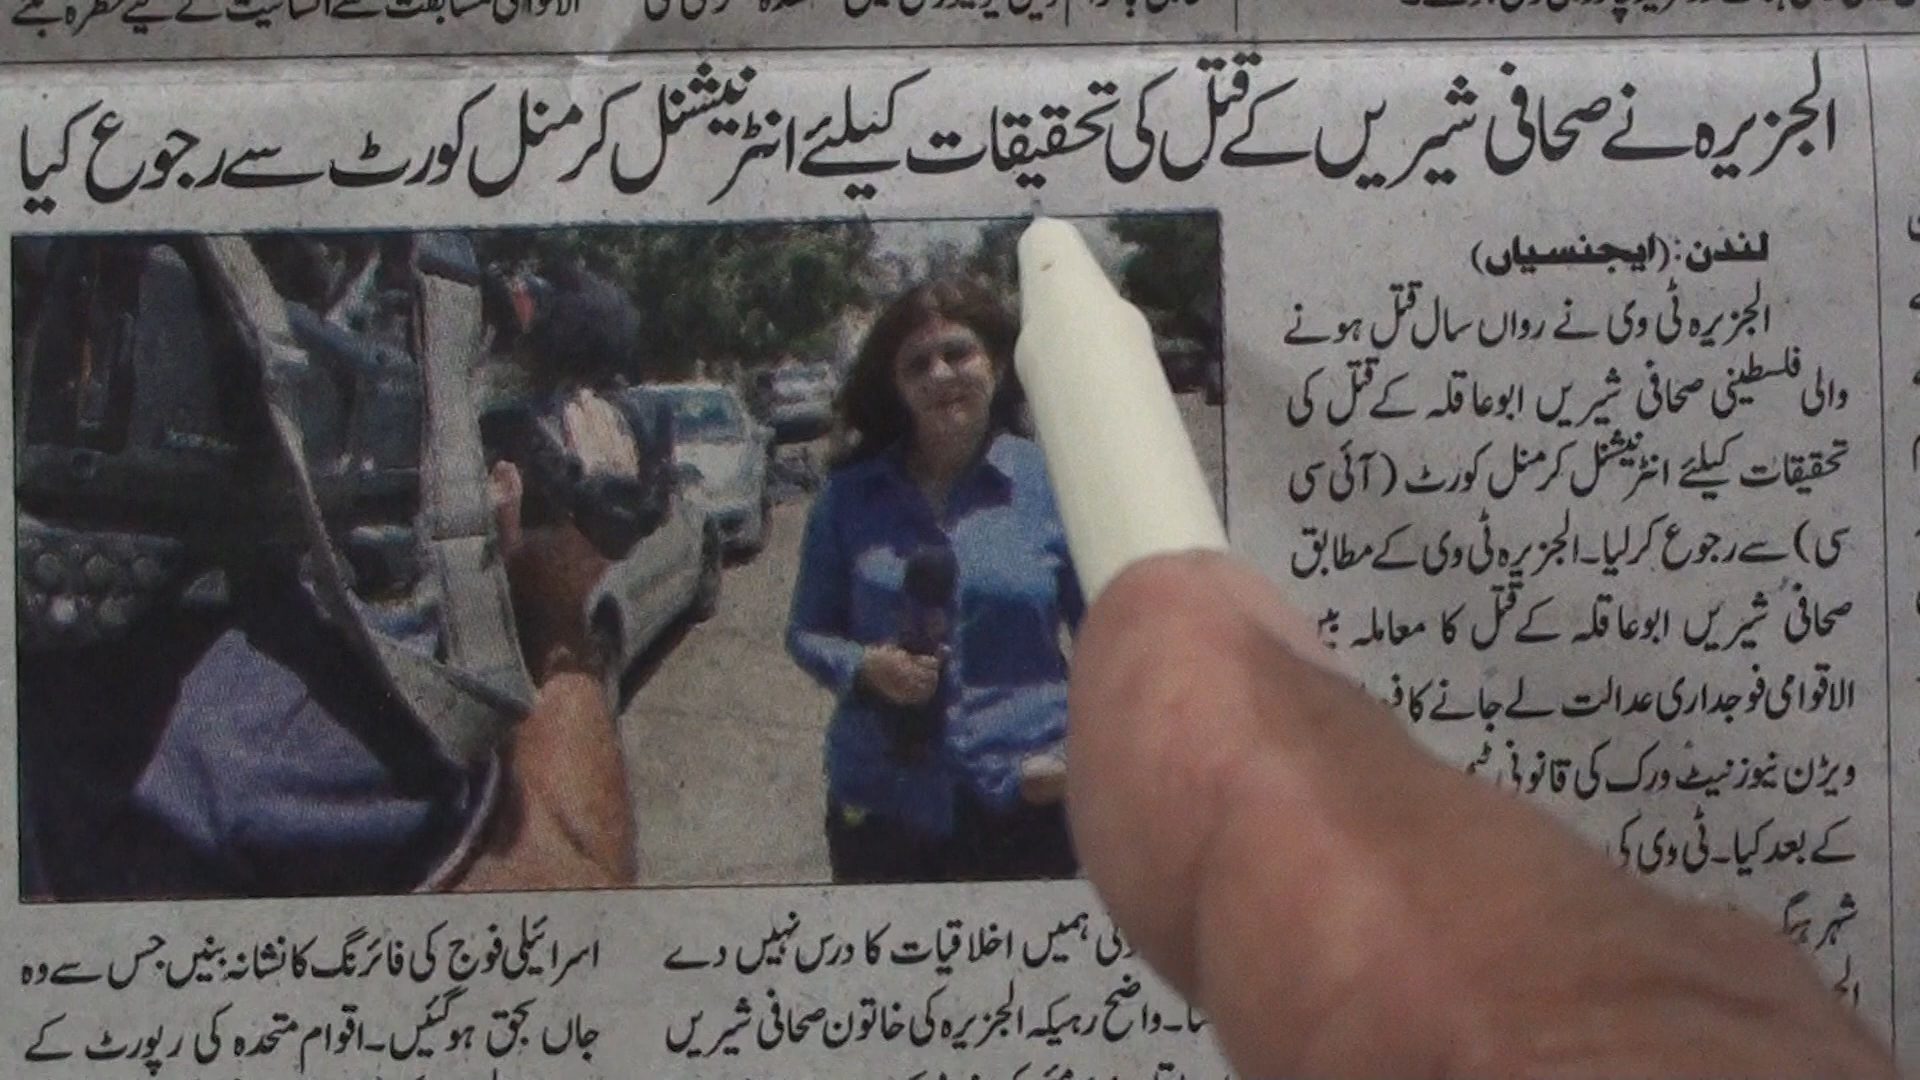 الجزیرہ نے صحافی شیریں کے قتل کی تحقیقات کیلئے انٹرنیشنل کرمنل کورٹ سے رجوع کیا
لندن:(ایجنسیاں)
الجزیرہ ٹی وی نے رواں سال قتل ہونے
والی فلسطینی صحافی شیریں ابوعاقلہ کے قتل کی
تحقیقات کیلئے انٹرنیشنل کرمنل کورٹ (آئی سی
سی) سے رجوع کرلیا۔ الجزیرہ ٹی وی کے مطابق
صحافی شیریں ابوعاقلہ کے قتل کا معاملہ بین
الاقوامی فوجداری عدالت لے جانے کا
ویژن نیوز نیٹ ورک کی قانونی
کے بعد کیا۔ ٹی وی کی
شہر
ہمیں اخلاقیات کا درس نہیں دے
واضح رہیکہ الجزیرہ کی خاتون صحافی شیریں
اسرائیلی فوج کی فائرنگ کا نشانہ بنیں جس سے وہ
جاں بحق ہوگئیں۔ اقوام متحدہ کی رپورٹ کے